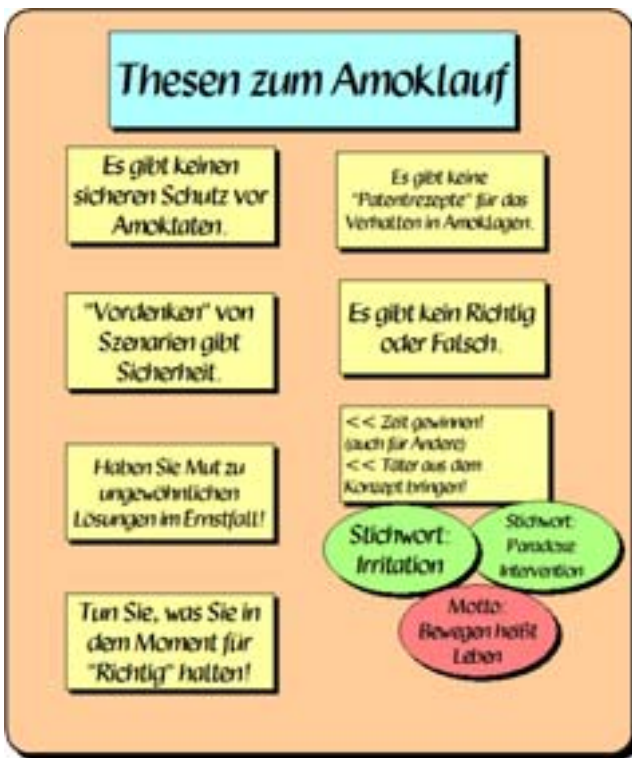 Thesen zum Amoklauf
Es gibt keinen
sicheren Schutz vor
Amoktaten.
Es gibt keine
"Patentrezepte" für das
Verhalten in Amoklagen.
"Vordenken" von
Szenarien gibt
Sicherheit.
Es gibt kein Richtig
oder Falsch.
Haben Sie Mut zu
ungewöhnlichen
Lösungen im Ernstfall!
<< Zeit gewinnen!
(auch für Andere)
<< Täter aus dem
Konzept bringen!
Stichwort:
Irritation
Stichwort:
Paradoxe
Intervention
Motto:
Bewegen heißt
Leben
Tun Sie, was Sie in
dem Moment für
"Richtig" halten!